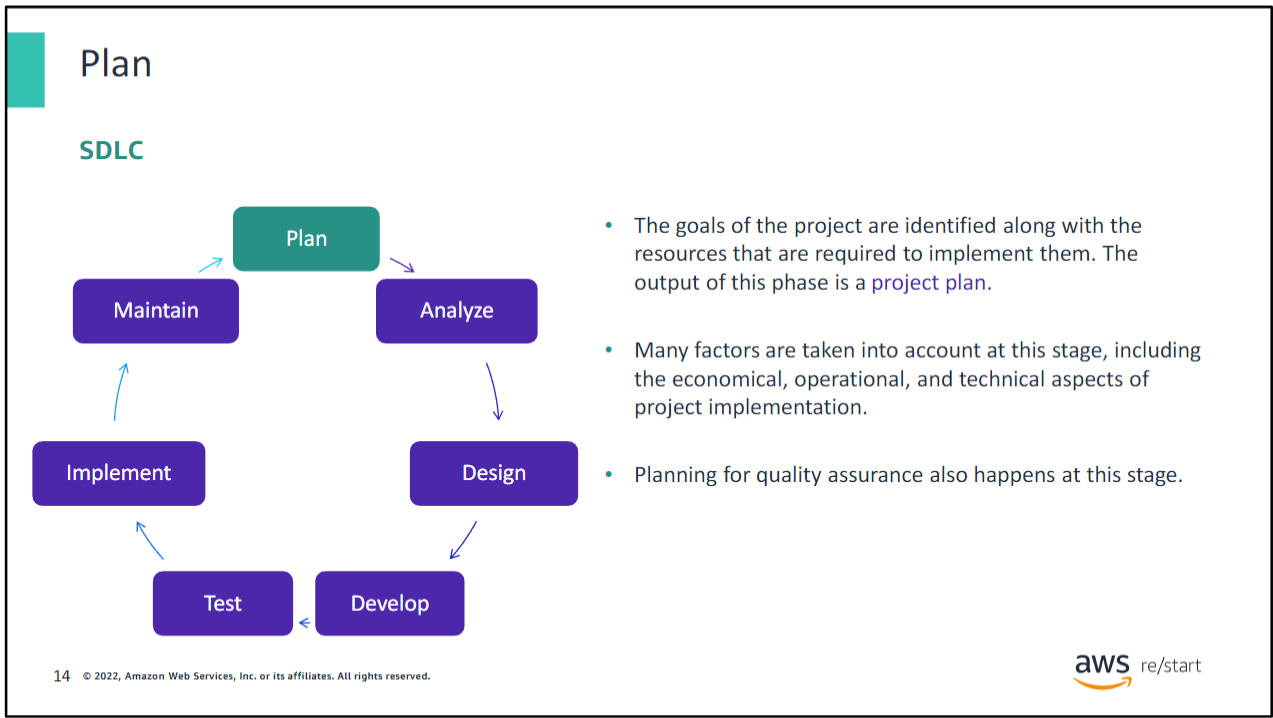 Plan
SDLC
Plan
Maintain
Analyze
Implement
Design
Test
Develop
• The goals of the project are identified along with the
resources that are required to implement them. The
output of this phase is a project plan.
• Many factors are taken into account at this stage, including
the economical, operational, and technical aspects of
project implementation.
• Planning for quality assurance also happens at this stage.
14 © 2022, Amazon Web Services, Inc. or its affiliates. All rights reserved.
aws re/start